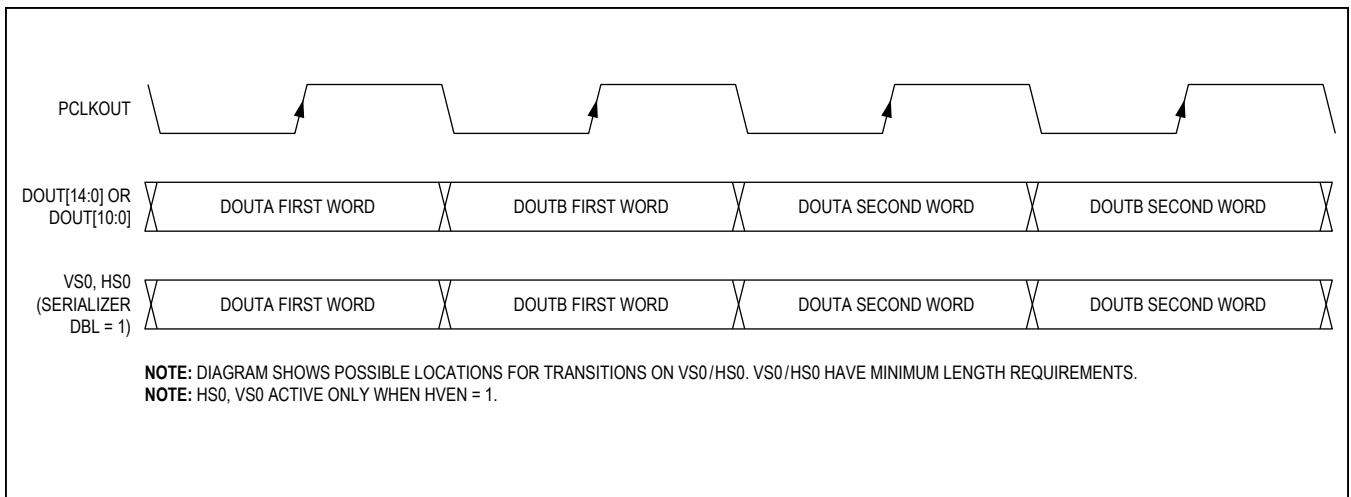 PCLKOUT
DOUT[14:0] OR
DOUT[10:0]
DOUTA FIRST WORD
DOUTB FIRST WORD
DOUTA SECOND WORD
DOUTB SECOND WORD
VS0, HS0
(SERIALIZER
DBL = 1)
DOUTA FIRST WORD
DOUTB FIRST WORD
DOUTA SECOND WORD
DOUTB SECOND WORD
NOTE: DIAGRAM SHOWS POSSIBLE LOCATIONS FOR TRANSITIONS ON VS0/HS0. VS0/HS0 HAVE MINIMUM LENGTH REQUIREMENTS.
NOTE: HS0, VS0 ACTIVE ONLY WHEN HVEN = 1.